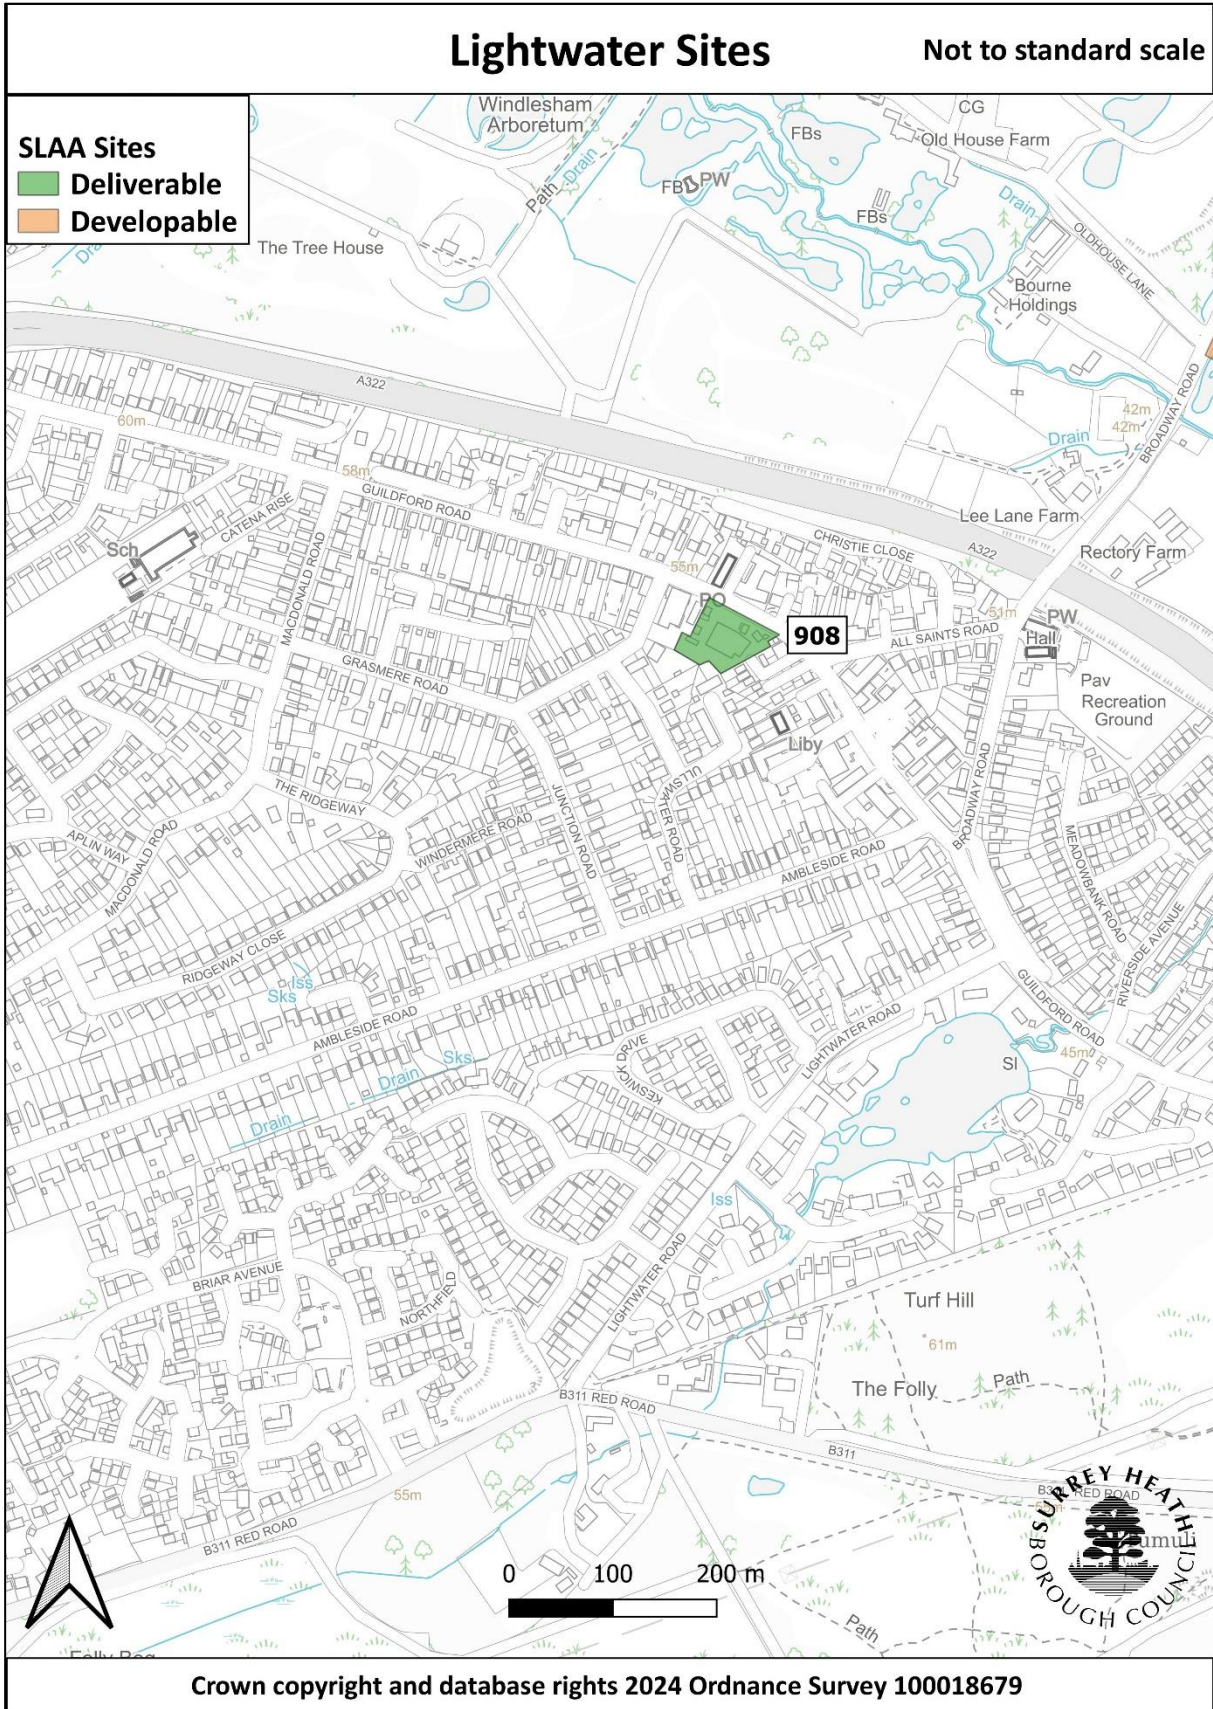 Lightwater Sites
Not to standard scale
SLAA Sites
Deliverable
Developable
Windlesham
Arboretum
CG
FBs
Old House Farm
Drain
Path
FB
PW
FBs
Drain
OLDHOUSE LANE
The Tree House
Bourne
Holdings
A322
60m
42m
42m
BROADWAY ROAD
Drain
58m
GUILDFORD ROAD
CATENA RISE
Sch
MACDONALD ROAD
Lee Lane Farm
CHRISTIE CLOSE
A322
Rectory Farm
55m
PO
51m
PW
908
ALL SAINTS ROAD
Hall
GRASMERE ROAD
Pav
Recreation
Ground
Liby
ULLSWATER ROAD
THE RIDGEWAY
JUNCTION ROAD
BROADWAY ROAD
APLIN WAY
MACDONALD ROAD
WINDERMERE ROAD
AMBLESIDE ROAD
MEADOWBANK ROAD
RIVERSIDE AVENUE
RIDGEWAY CLOSE
Iss
Sks
GUILDFORD ROAD
AMBLESIDE ROAD
LIGHTWATER ROAD
Sks
KESWICK DRIVE
45m
Sl
Drain
Drain
Iss
BRIAR AVENUE
NORTHFIELD
LIGHTWATER ROAD
Turf Hill
61m
The Folly
Path
B311 RED ROAD
B311
55m
RED ROAD
B311 RED ROAD
SURREY HEATH
BOROUGH COUNCIL
0 100 200 m
Path
Crown copyright and database rights 2024 Ordnance Survey 100018679